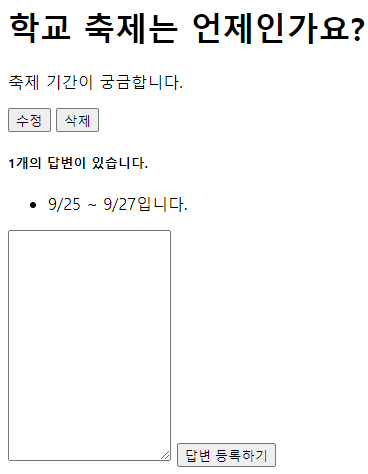 학교 축제는 언제인가요?
축제 기간이 궁금합니다.
수정 삭제
1개의 답변이 있습니다.
• 9/25 ~ 9/27입니다.
답변 등록하기